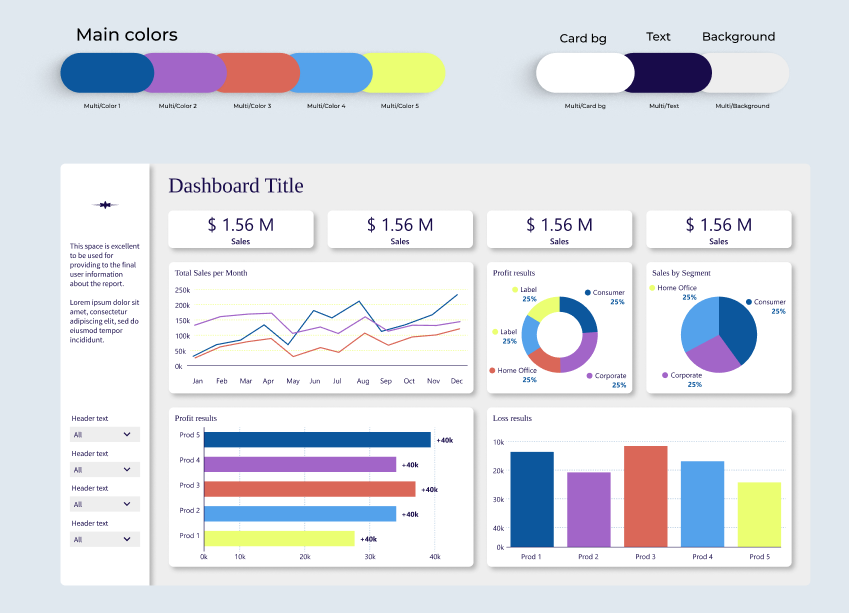 Main colors
Multi/Color 1
Multi/Color 2
Multi/Color 3
Multi/Color 4
Multi/Color 5
Card bg
Text
Background
Multi/Card bg
Multi/Text
Multi/Background
This space is excellent
to be used for
providing to the final
user information
about the report.
Lorem ipsum dolor sit
amet, consectetur
adipiscing elit, sed do
eiusmod tempor
incididunt.
Header text
All
Header text
All
Header text
All
Header text
All
Dashboard Title
$ 1.56 M
Sales
$ 1.56 M
Sales
$ 1.56 M
Sales
$ 1.56 M
Sales
Total Sales per Month
250k
200k
150k
100k
50k
0k
Jan Feb Mar Apr May Jun Jul Aug Sep Oct Nov Dec
Profit results
Label
25%
Consumer
25%
Label
25%
Home Office
25%
Corporate
25%
Sales by Segment
Home Office
25%
Consumer
25%
Corporate
25%
Profit results
Prod 5
+40k
Prod 4
+40k
Prod 3
+40k
Prod 2
+40k
Prod 1
+40k
0k 10k 20k 30k 40k
Loss results
10k
20k
30k
40k
0k
Prod 1 Prod 2 Prod 3 Prod 4 Prod 5